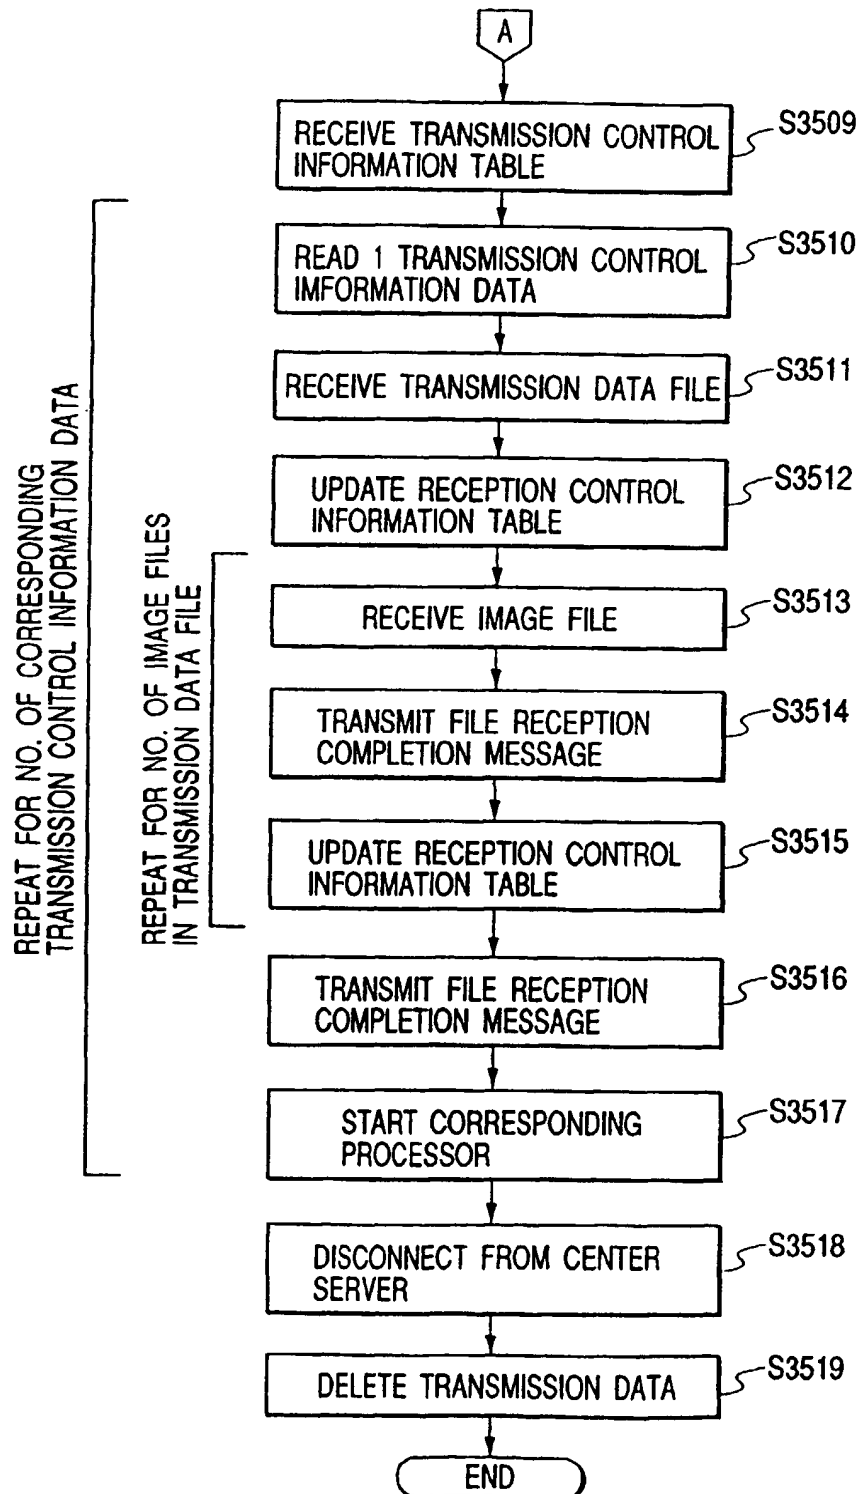 A
RECEIVE TRANSMISSION CONTROL
INFORMATION TABLE
S3509
READ 1 TRANSMISSION CONTROL
IMFORMATION DATA
S3510
RECEIVE TRANSMISSION DATA FILE
S3511
UPDATE RECEPTION CONTROL
INFORMATION TABLE
S3512
RECEIVE IMAGE FILE
S3513
TRANSMIT FILE RECEPTION
COMPLETION MESSAGE
S3514
UPDATE RECEPTION CONTROL
INFORMATION TABLE
S3515
TRANSMIT FILE RECEPTION
COMPLETION MESSAGE
S3516
START CORRESPONDING
PROCESSOR
S3517
DISCONNECT FROM CENTER
SERVER
S3518
DELETE TRANSMISSION DATA
S3519
END
REPEAT FOR NO. OF CORRESPONDING
TRANSMISSION CONTROL INFORMATION DATA
REPEAT FOR NO. OF IMAGE FILES
IN TRANSMISSION DATA FILE